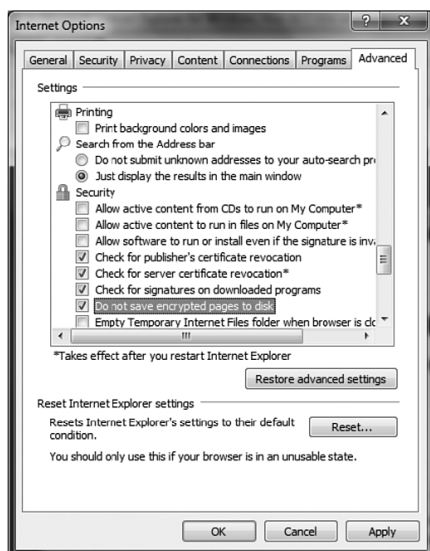 Internet Options
General Security Privacy Content Connections Programs Advanced
Settings
Printing
Print background colors and images
Search from the Address bar
Do not submit unknown addresses to your auto-search pr
Just display the results in the main window
Security
Allow active content from CDs to run on My Computer*
Allow active content to run in files on My Computer*
Allow software to run or install even if the signature is inv
Check for publisher's certificate revocation
Check for server certificate revocation*
Check for signatures on downloaded programs
Do not save encrypted pages to disk
Empty Temporary Internet Files folder when browser is
*Takes effect after you restart Internet Explorer
Restore advanced settings
Reset Internet Explorer settings
Resets Internet Explorer's settings to their default
condition.
Reset...
You should only use this if your browser is in an unusable state.
OK Cancel Apply